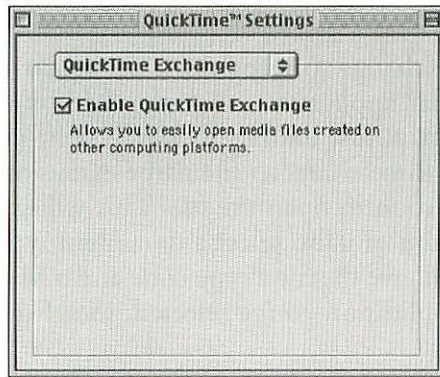 QuickTime™ Settings
QuickTime Exchange
Enable QuickTime Exchange
Allows you to easily open media files created on
other computing platforms.